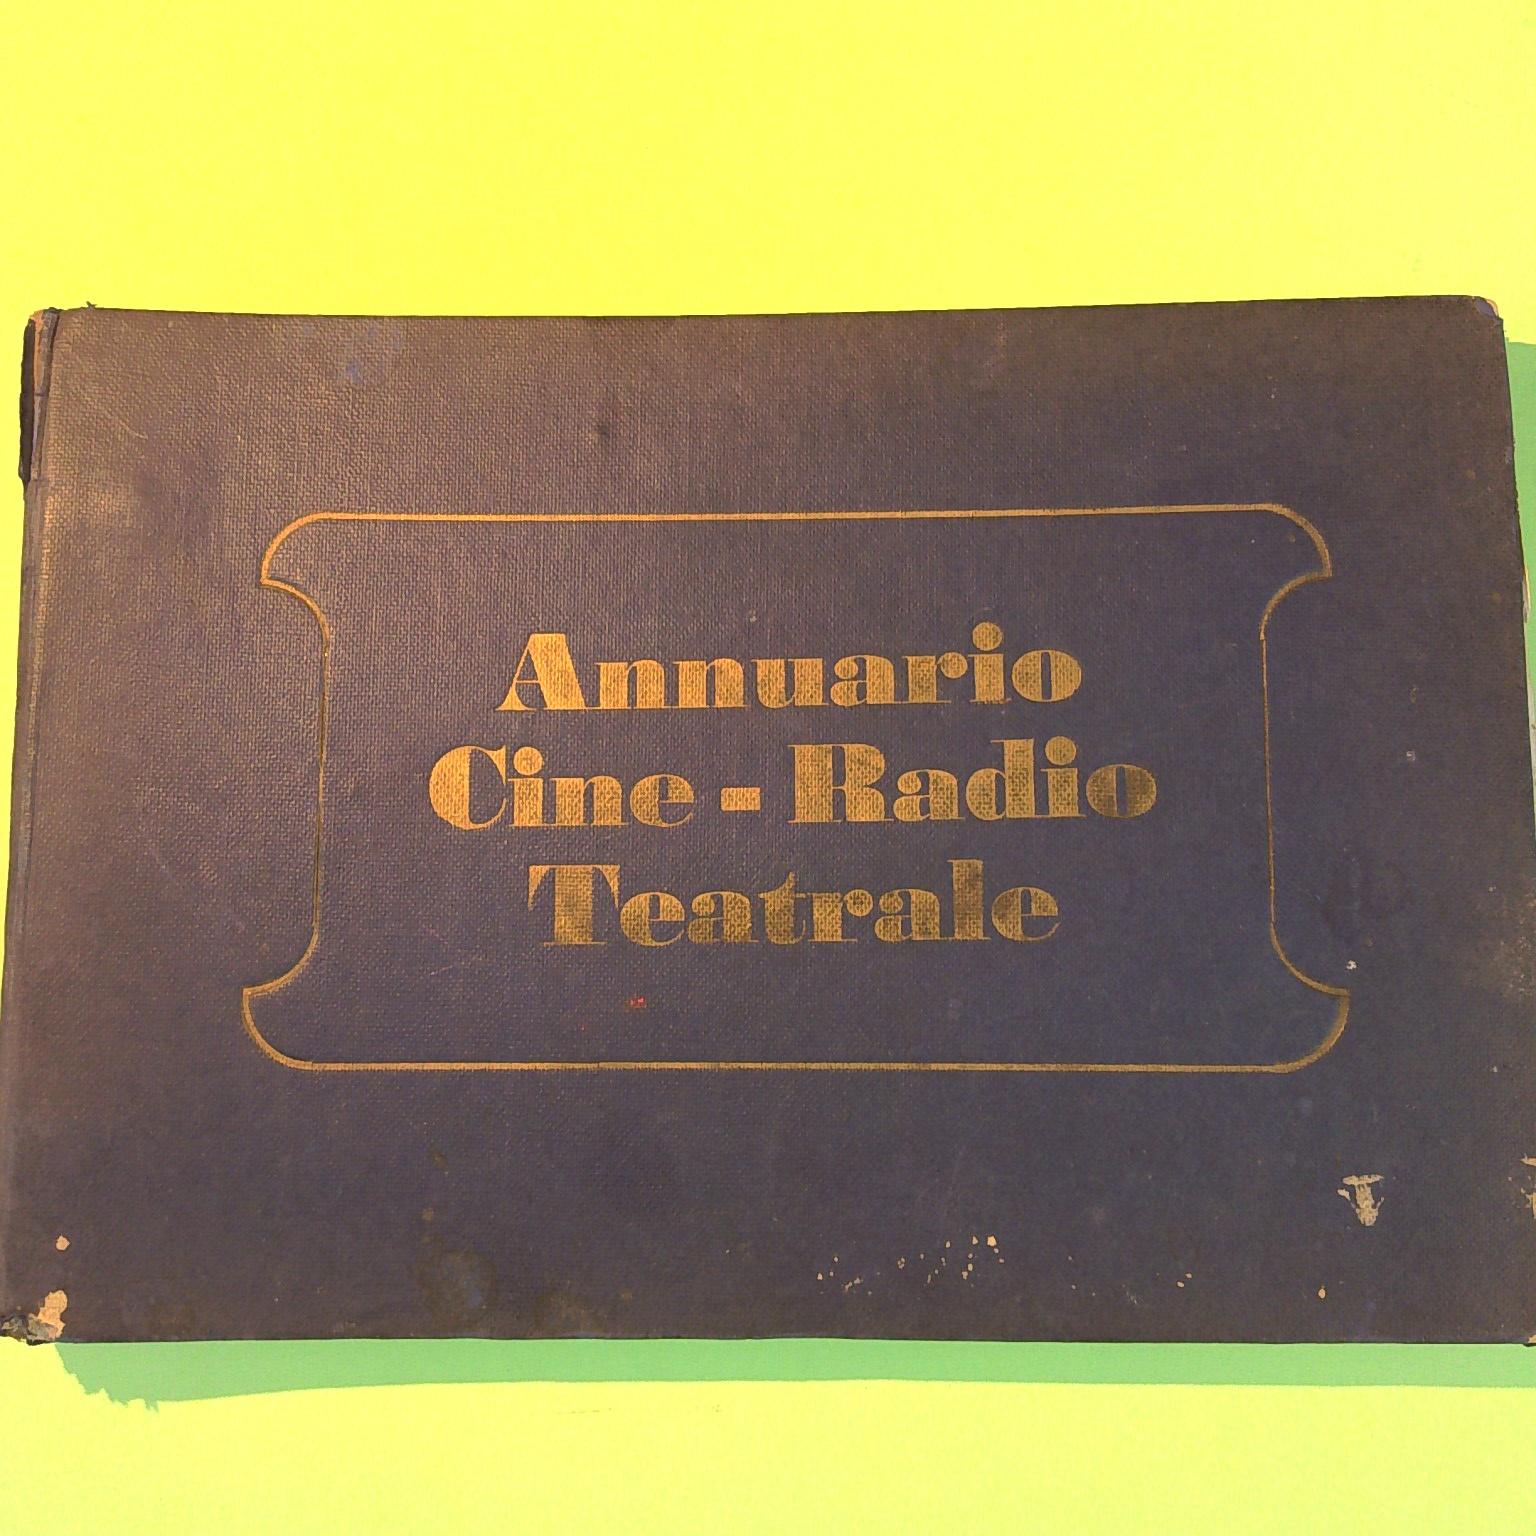 Annuario
Cine - Radio
Teatrale